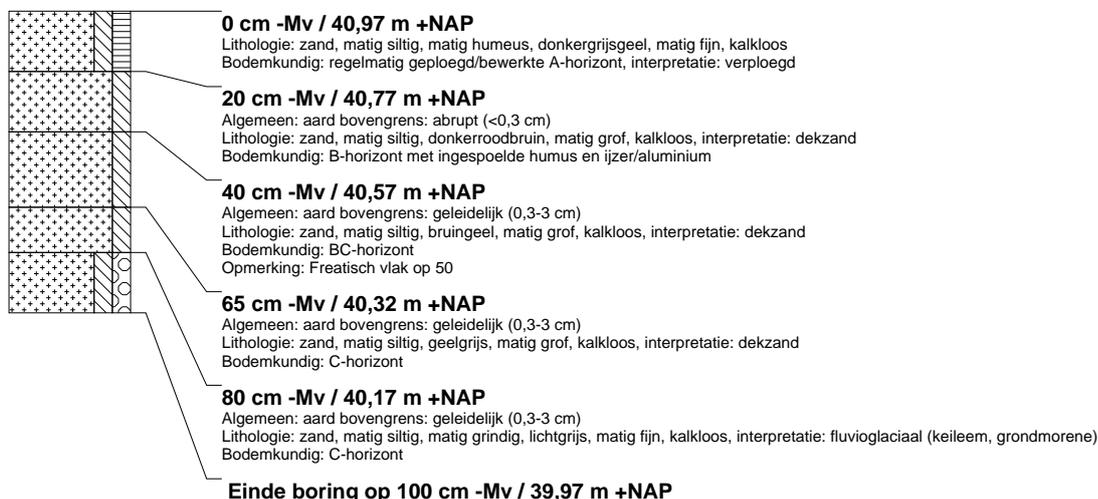 0 cm -Mv / 40,97 m +NAP
Lithologie: zand, matig siltig, matig humeus, donkergrijsgeel, matig fijn, kalkloos
Bodemkundig: regelmatig geploegd/bewerkte A-horizont, interpretatie: verploegd
20 cm -Mv / 40,77 m +NAP
Algemeen: aard bovengrens: abrupt (<0,3 cm)
Lithologie: zand, matig siltig, donkerroodbruin, matig grof, kalkloos, interpretatie: dekzand
Bodemkundig: B-horizont met ingespoelde humus en ijzer/aluminium
40 cm -Mv / 40,57 m +NAP
Algemeen: aard bovengrens: geleidelijk (0,3-3 cm)
Lithologie: zand, matig siltig, bruingeel, matig grof, kalkloos, interpretatie: dekzand
Bodemkundig: BC-horizont
Opmerking: Freatisch vlak op 50
65 cm -Mv / 40,32 m +NAP
Algemeen: aard bovengrens: geleidelijk (0,3-3 cm)
Lithologie: zand, matig siltig, geelgrijs, matig grof, kalkloos, interpretatie: dekzand
Bodemkundig: C-horizont
80 cm -Mv / 40,17 m +NAP
Algemeen: aard bovengrens: geleidelijk (0,3-3 cm)
Lithologie: zand, matig siltig, matig grindig, lichtgrijs, matig fijn, kalkloos, interpretatie: fluvioglaciaal (keileem, grondmorene)
Bodemkundig: C-horizont
Einde boring op 100 cm -Mv / 39,97 m +NAP